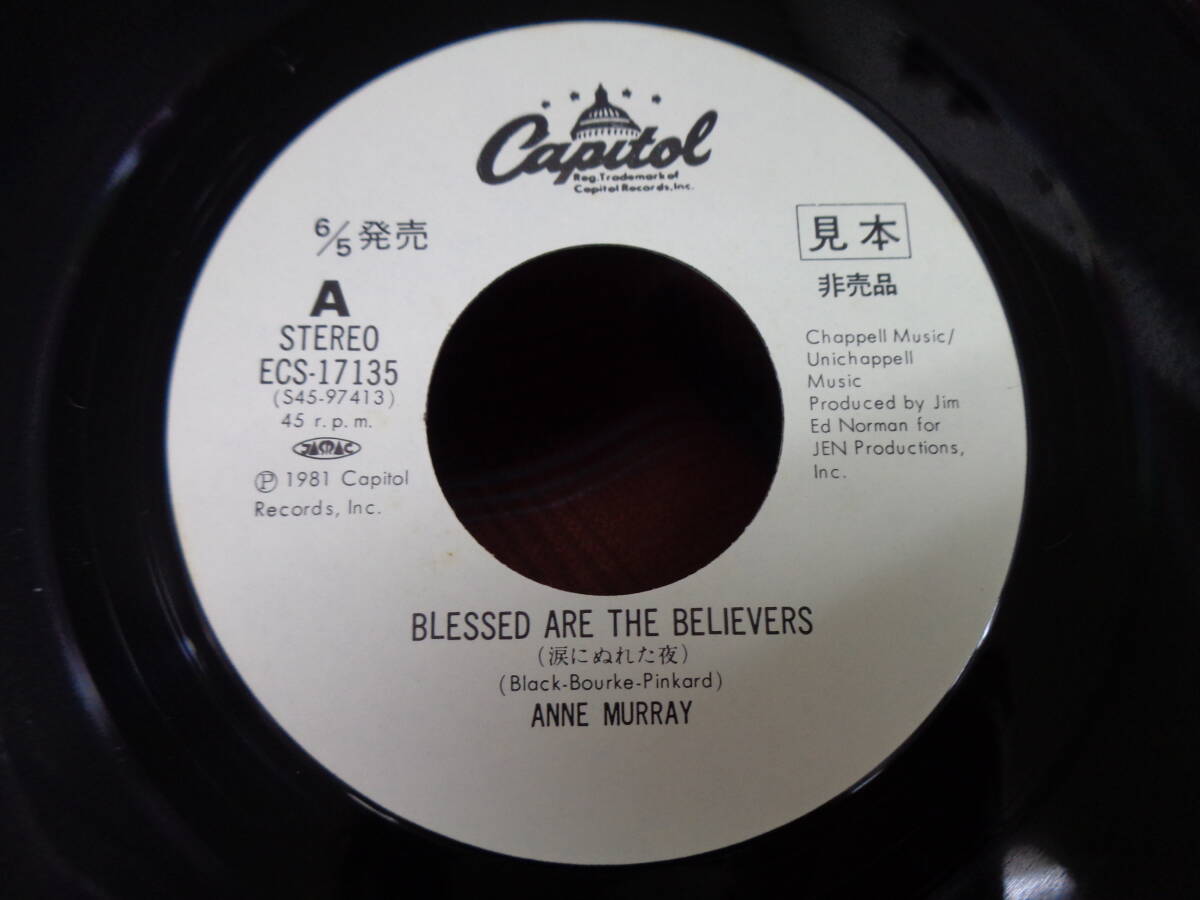 Capitol
Reg. Trademark of
Capitol Records, Inc.
6/5発売
見本
非売品
A
STEREO
ECS-17135
(S45-97413)
45 r.p.m.
JASRAC
Ⓟ 1981 Capitol
Records, Inc.
Chappell Music/
Unichappell
Music
Produced by Jim
Ed Norman for
JEN Productions,
Inc.
BLESSED ARE THE BELIEVERS
(涙にぬれた夜)
(Black-Bourke-Pinkard)
ANNE MURRAY